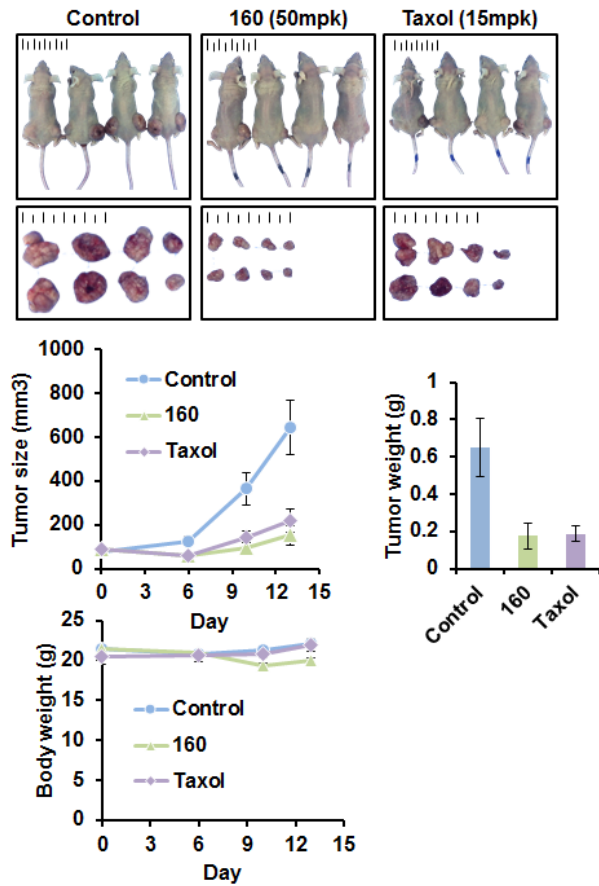 Control 160 (50mpk) Taxol (15mpk)
1000
800
600
400
200
0
Tumor size (mm3)
Control
160
Taxol
0 3 6 9 12 15
Day
1
0.8
0.6
0.4
0.2
0
Tumor weight (g)
Control 160 Taxol
25
20
15
10
5
0
Body weight (g)
Control
160
Taxol
0 3 6 9 12 15
Day